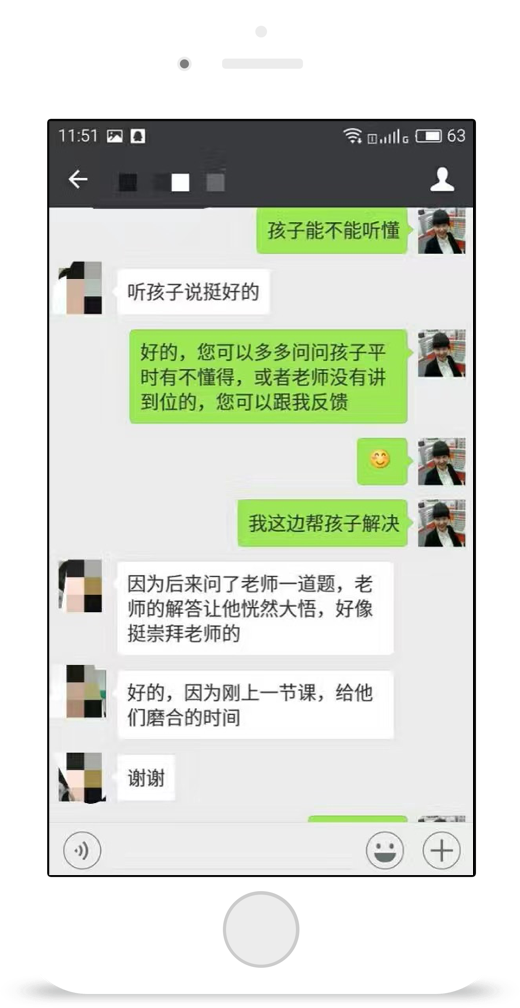 11:51
63
孩子能不能听懂
听孩子说挺好的
好的，您可以多多问问孩子平
时有不懂得，或者老师没有讲
到位的，您可以跟我反馈
我这边帮孩子解决
因为后来问了老师一道题，老
师的解答让他恍然大悟，好像
挺崇拜老师的
好的，因为刚上一节课，给他
们磨合的时间
谢谢